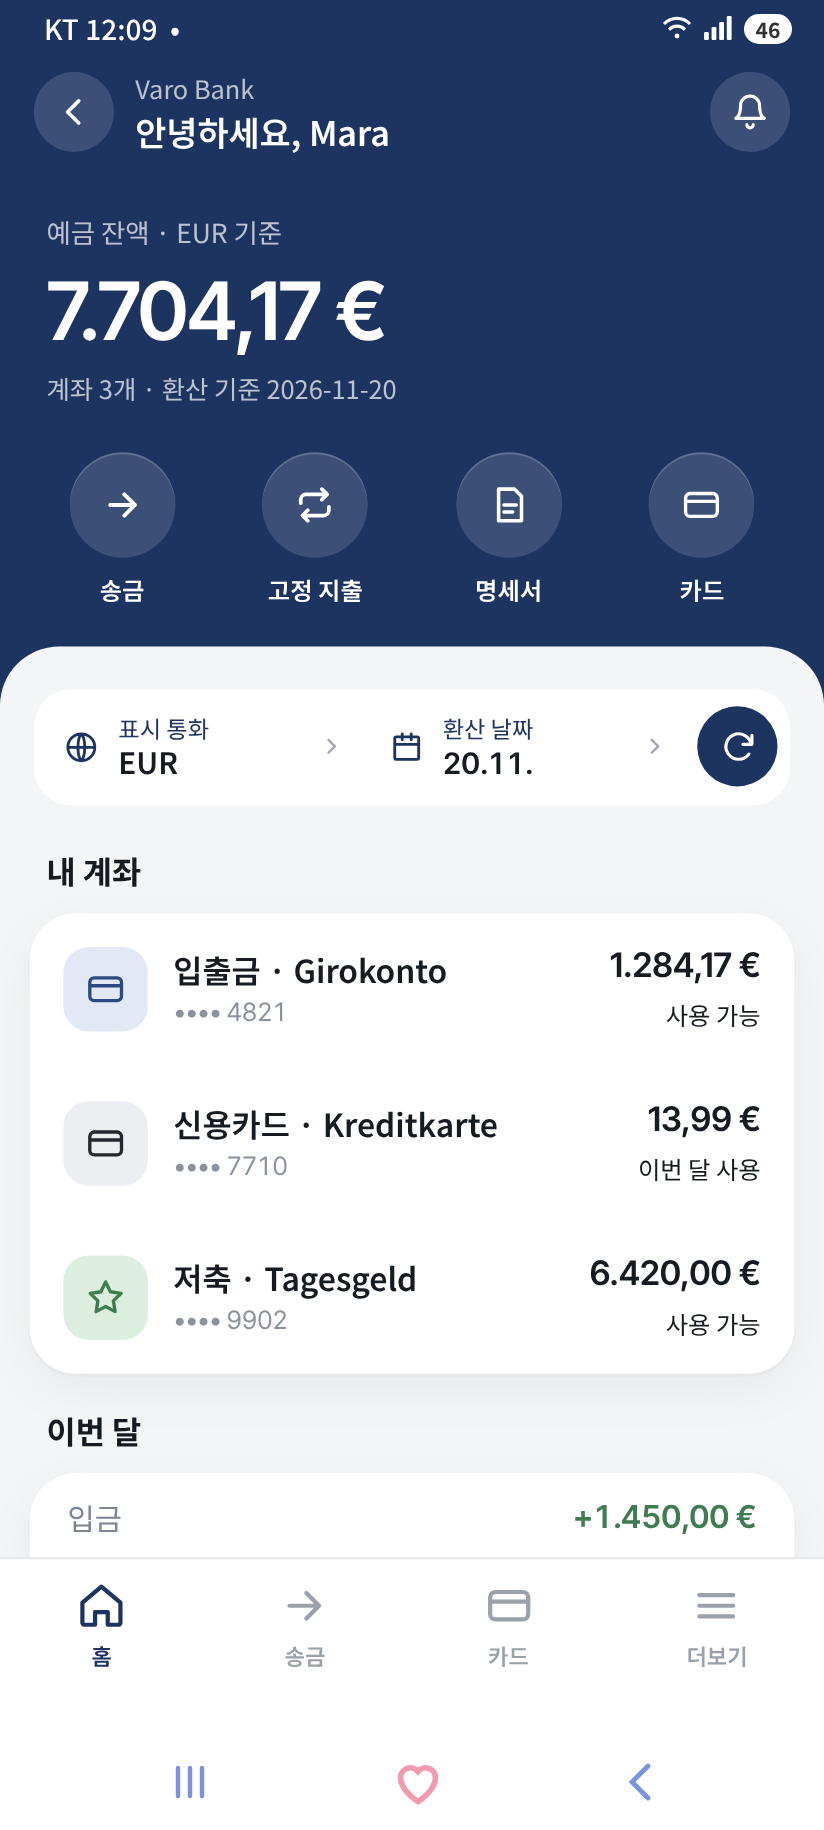 KT 12:09 •
46
Varo Bank
안녕하세요, Mara
예금 잔액 · EUR 기준
7.704,17 €
계좌 3개 · 환산 기준 2026-11-20
송금
고정 지출
명세서
카드
표시 통화
EUR
환산 날짜
20.11.
내 계좌
입출금 · Girokonto
1.284,17 €
•••• 4821
사용 가능
신용카드 · Kreditkarte
13,99 €
•••• 7710
이번 달 사용
저축 · Tagesgeld
6.420,00 €
•••• 9902
사용 가능
이번 달
입금
+1.450,00 €
홈
송금
카드
더보기